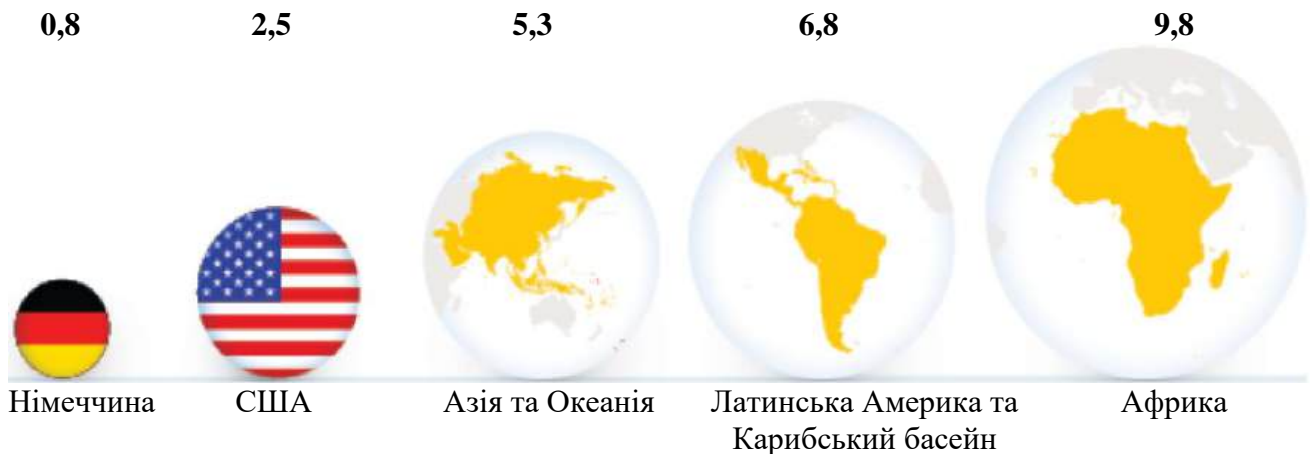 0,8 2,5 5,3 6,8 9,8
Німеччина США Азія та Океанія Латинська Америка та Африка
Карибський басейн